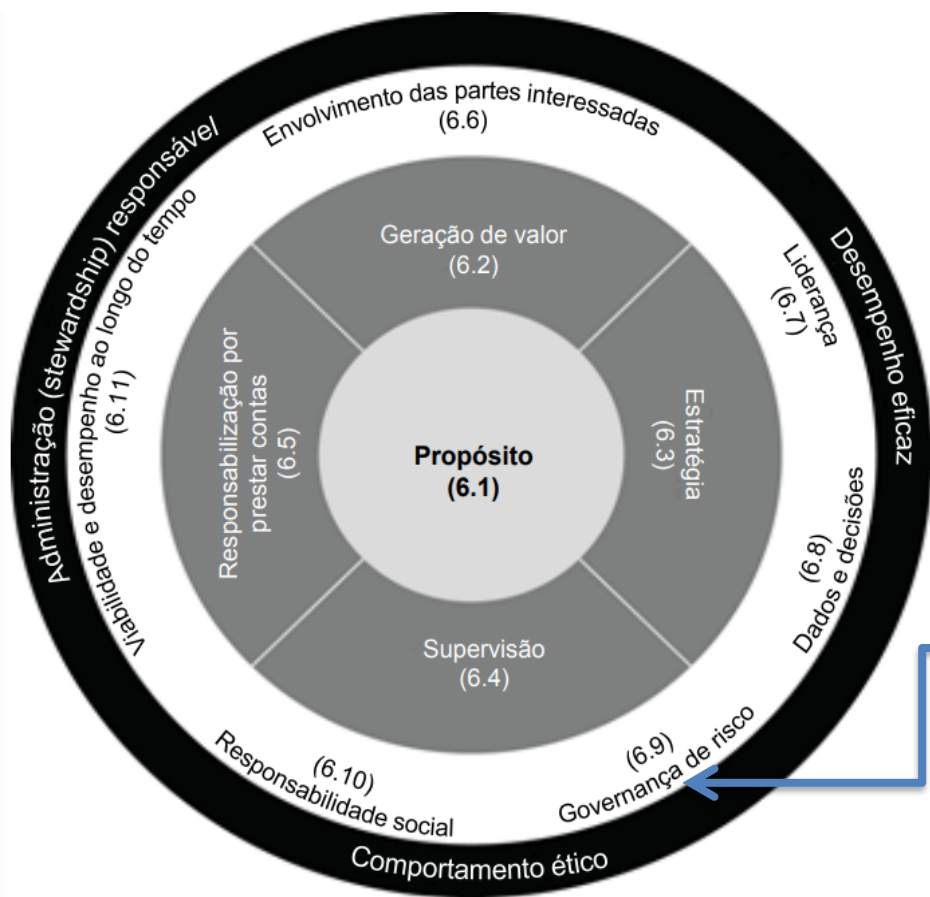 Administração (stewardship) responsável
Desempenho eficaz
Comportamento ético
Envolvimento das partes interessadas
(6.6)
Liderança
(6.7)
(6.8)
Dados e decisões
(6.9)
Governança de risco
(6.10)
Responsabilidade social
Viabilidade e desempenho ao longo do tempo
(6.11)
Geração de valor
(6.2)
Estratégia
(6.3)
Supervisão
(6.4)
Responsabilização por
prestar contas
(6.5)
Propósito
(6.1)